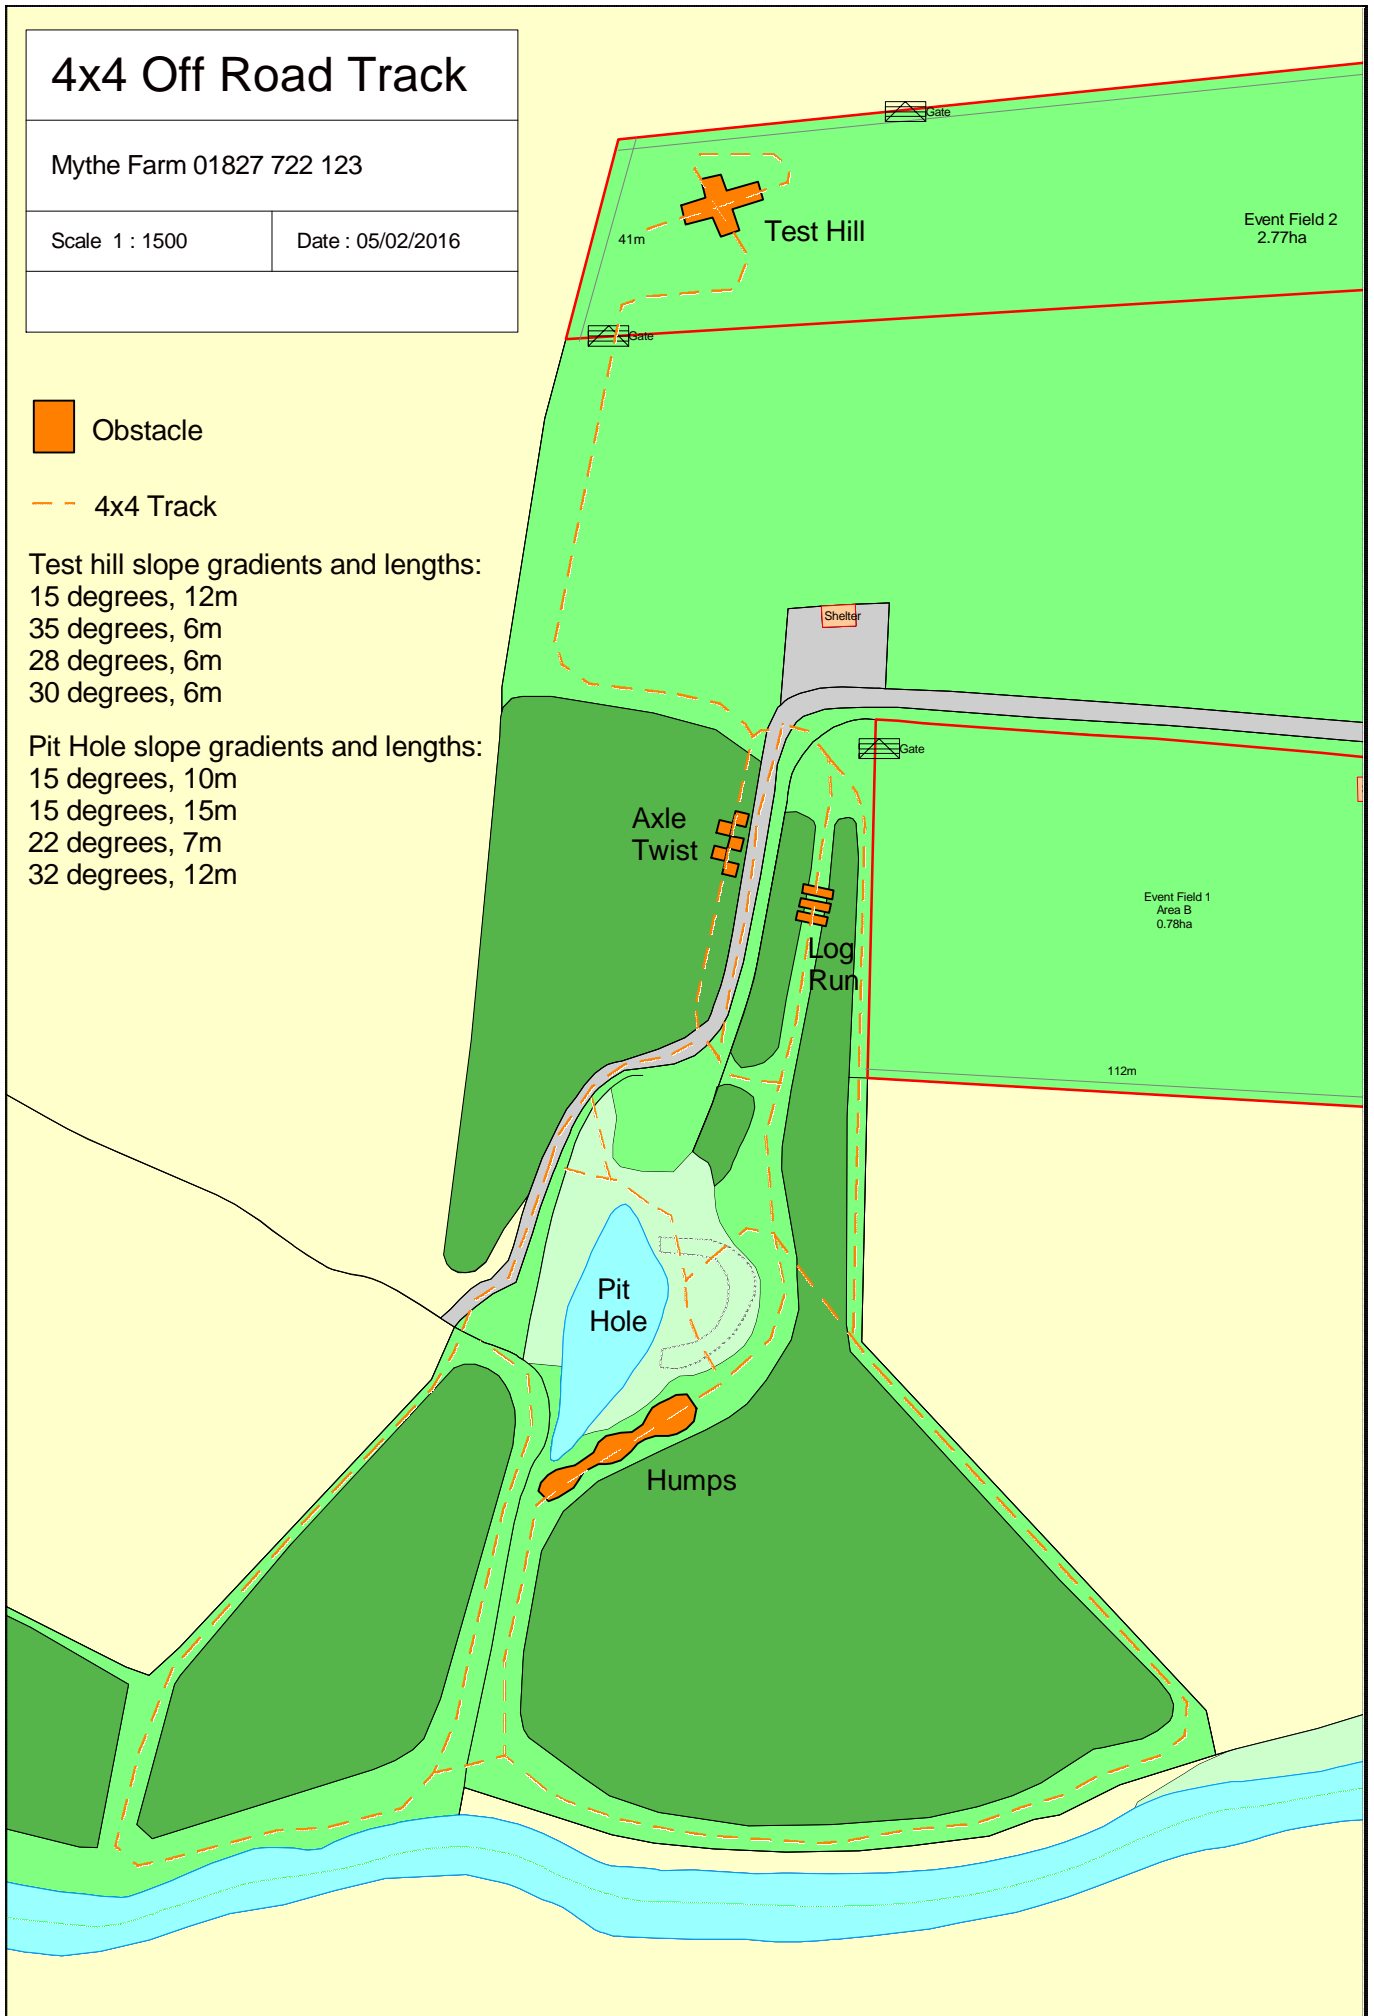 4x4 Off Road Track
Mythe Farm 01827 722 123
Scale 1 : 1500
Date : 05/02/2016
Gate
Test Hill
41m
Event Field 2
2.77ha
Gate
Obstacle
4x4 Track
Test hill slope gradients and lengths:
15 degrees, 12m
35 degrees, 6m
28 degrees, 6m
30 degrees, 6m
Pit Hole slope gradients and lengths:
15 degrees, 10m
15 degrees, 15m
22 degrees, 7m
32 degrees, 12m
Shelter
Gate
Axle
Twist
Log
Run
Event Field 1
Area B
0.78ha
112m
Pit
Hole
Humps